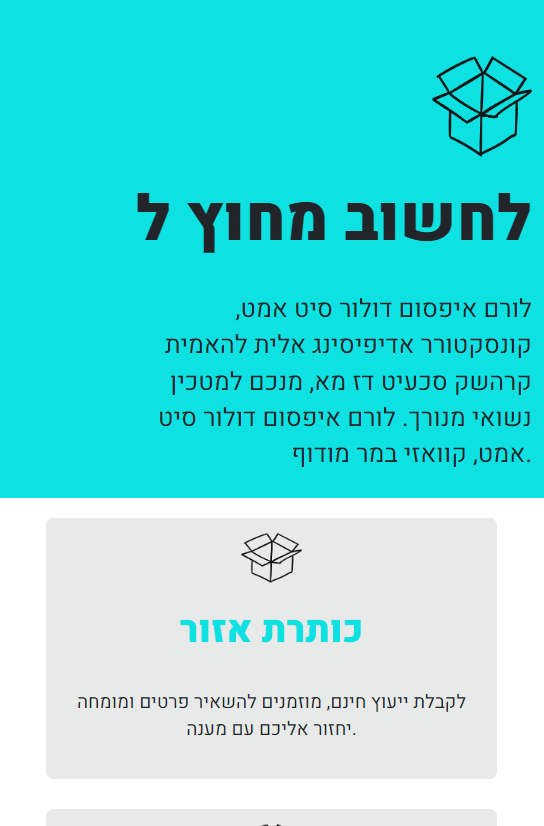 לחשוב מחוץ ל
לורם איפסום דולור סיט אמט,
קונסקטורר אדיפיסינג אלית להאמית
קרהשק סכעיט דז מא, מנכם למטכין
נשואי מנורך. לורם איפסום דולור סיט
אמט, קוואזי במר מודוף.
כותרת אזור
לקבלת ייעוץ חינם, מוזמנים להשאיר פרטים ומומחה
יחזור אליכם עם מענה.